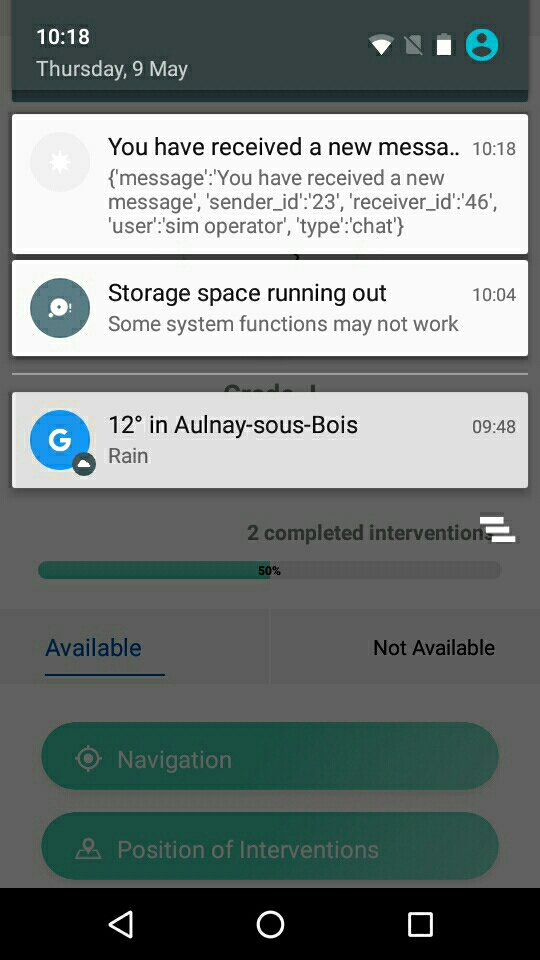 10:18
Thursday, 9 May
You have received a new messa.. 10:18
{'message':'You have received a new
message', 'sender_id':'23', 'receiver_id':'46',
'user':'sim operator', 'type':'chat'}
Storage space running out 10:04
Some system functions may not work
G 12° in Aulnay-sous-Bois 09:48
Rain
2 completed interventions
50%
Available Not Available
Navigation
Position of Interventions